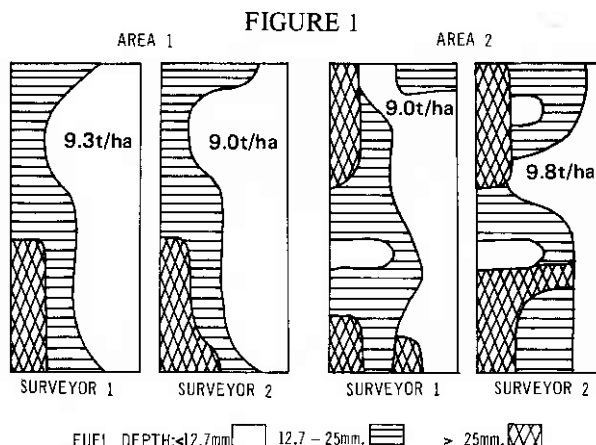 FIGURE 1
AREA 1 AREA 2
9.3t/ha 9.0t/ha 9.0t/ha 9.8t/ha
SURVEYOR 1 SURVEYOR 2 SURVEYOR 1 SURVEYOR 2
FUEL DEPTH:<12.7mm 12.7 - 25mm. > 25mm.